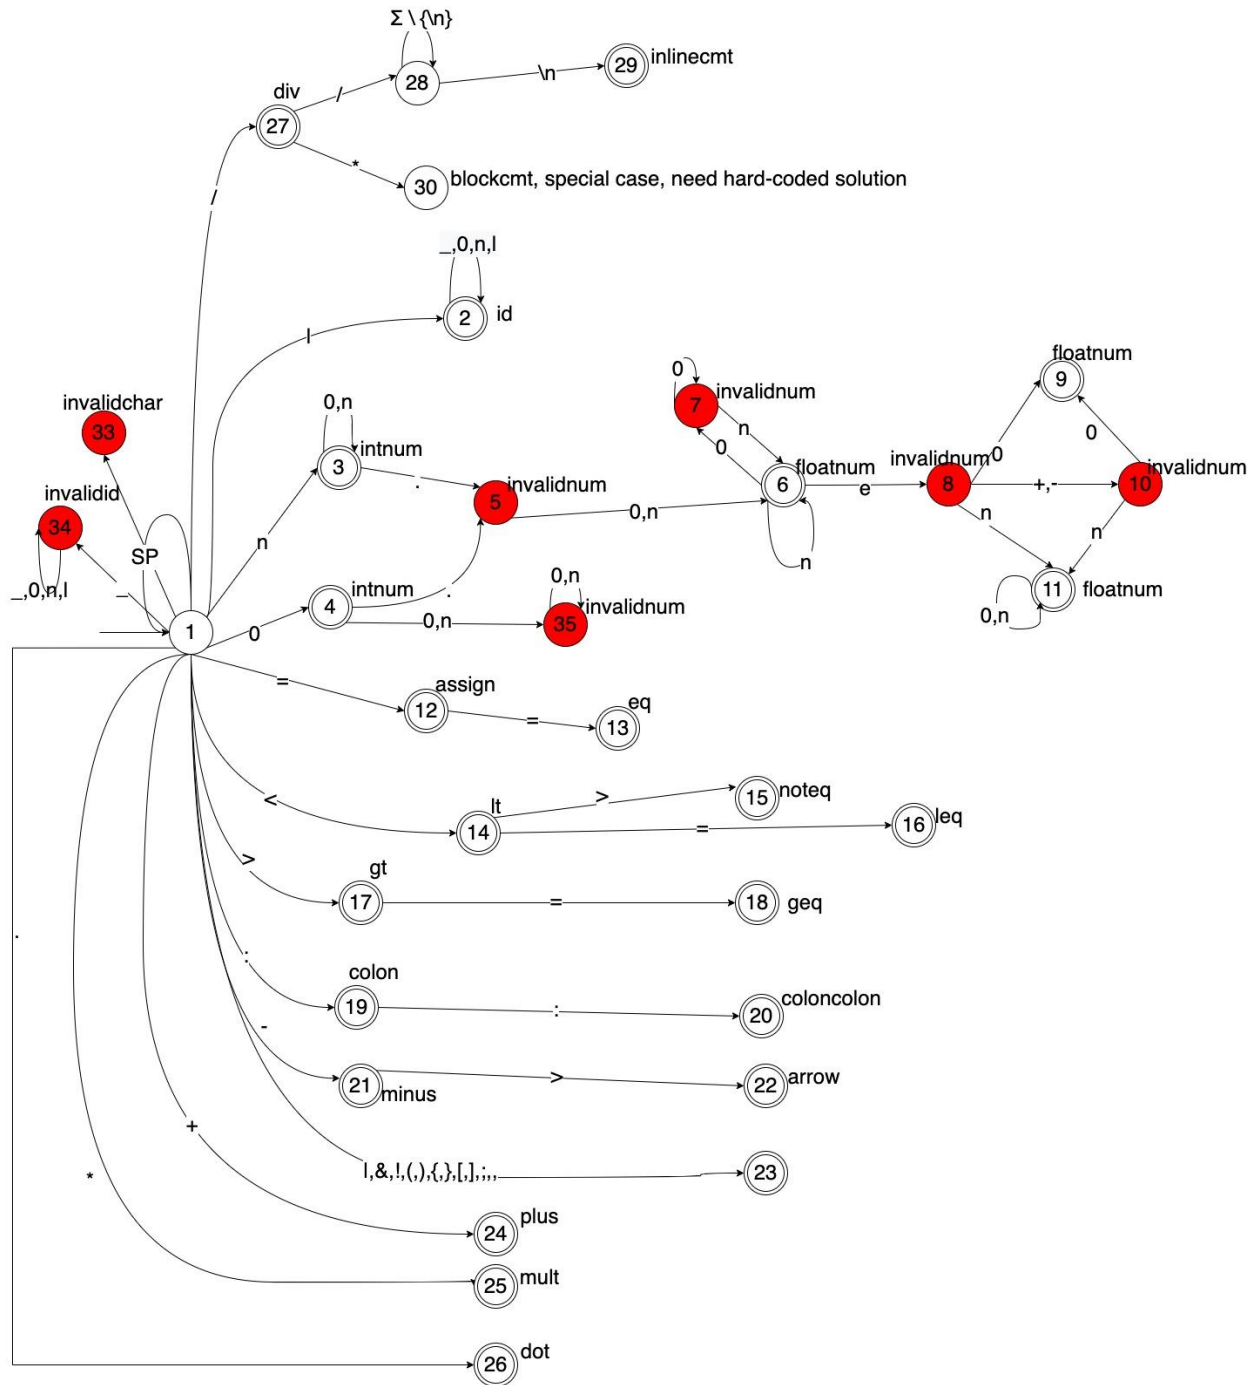 Σ \ {\n}
28
\n
29
inlinecmt
div
/
27
*
30
blockcmt, special case, need hard-coded solution
/
_,0,n,l
2
id
l
floatnum
9
0
7
invalidnum
invalidchar
33
0,n
intnum
3
n
0
0
invalidid
34
.
5
invalidnum
floatnum
6
e
invalidnum
8
0
+,-
10
invalidnum
0,n
n
n
n
n
SP
_,0,n,l
_
intnum
4
.
0,n
0,n
35
invalidnum
11
floatnum
0,n
1
0
=
assign
12
=
eq
13
<
lt
14
>
15
noteq
=
16
leq
>
gt
17
=
18
geq
.
:
colon
19
:
20
coloncolon
-
21
minus
>
22
arrow
+
|,&,!,(,),{,},[,],;,,
23
*
24
plus
25
mult
26
dot